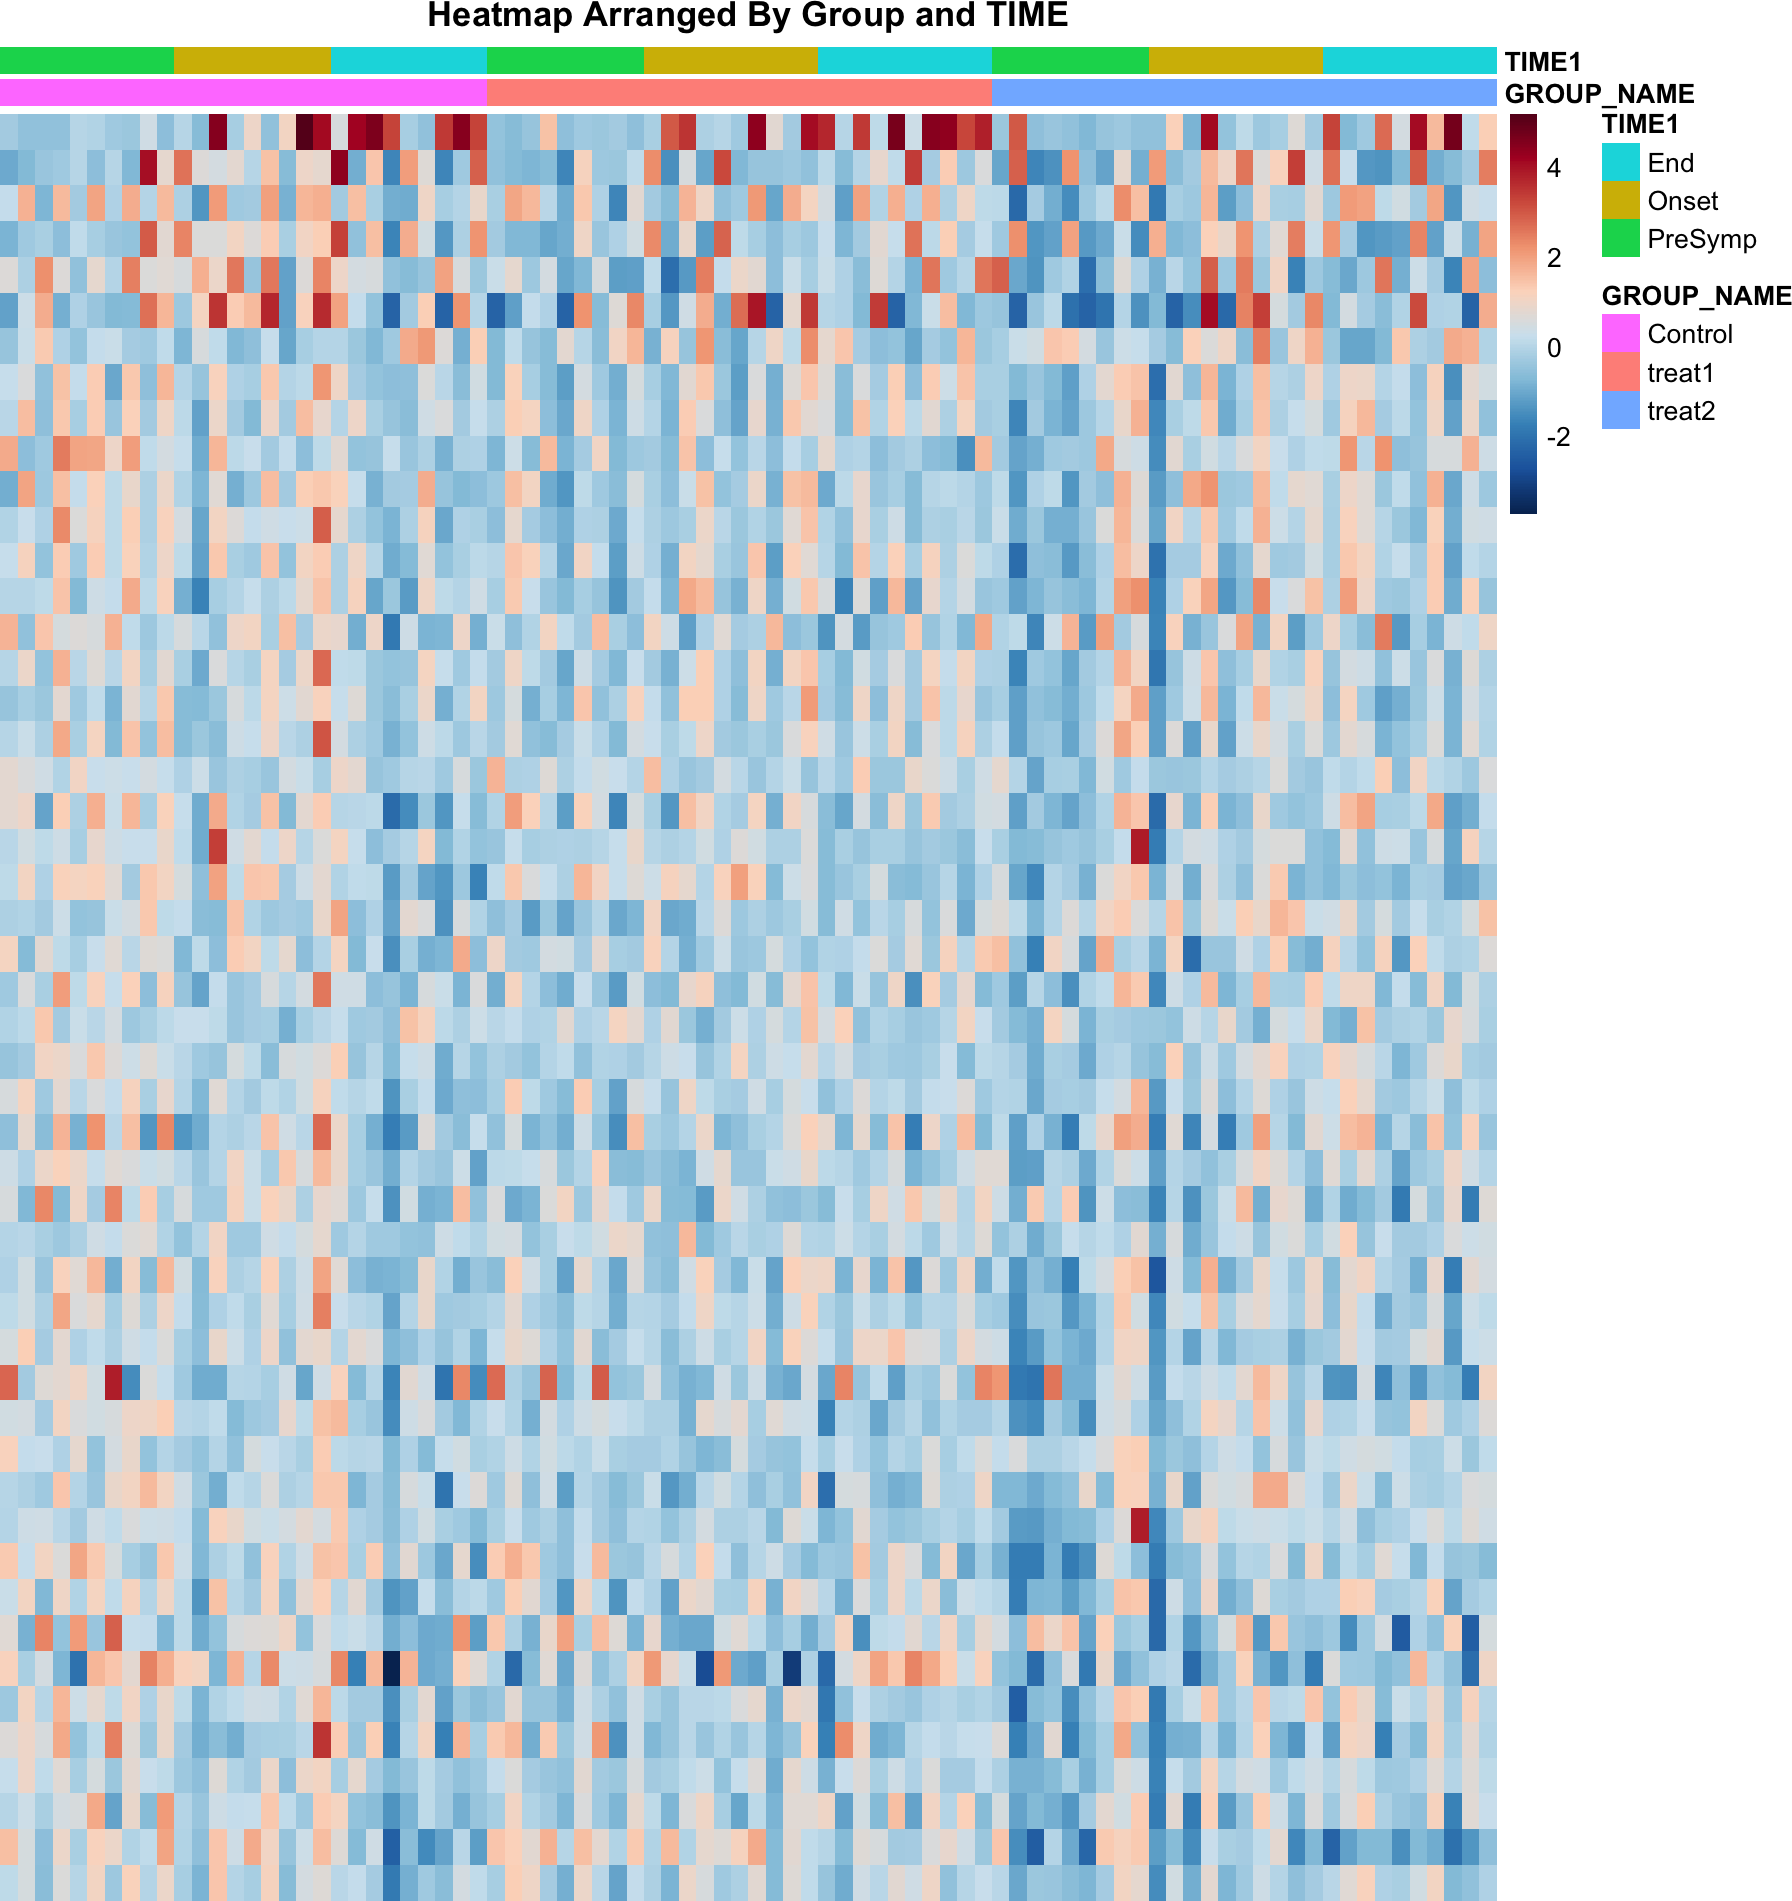 Heatmap Arranged By Group and TIME
TIME1
GROUP_NAME
4
2
0
-2
TIME1
End
Onset
PreSymp
GROUP_NAME
Control
treat1
treat2